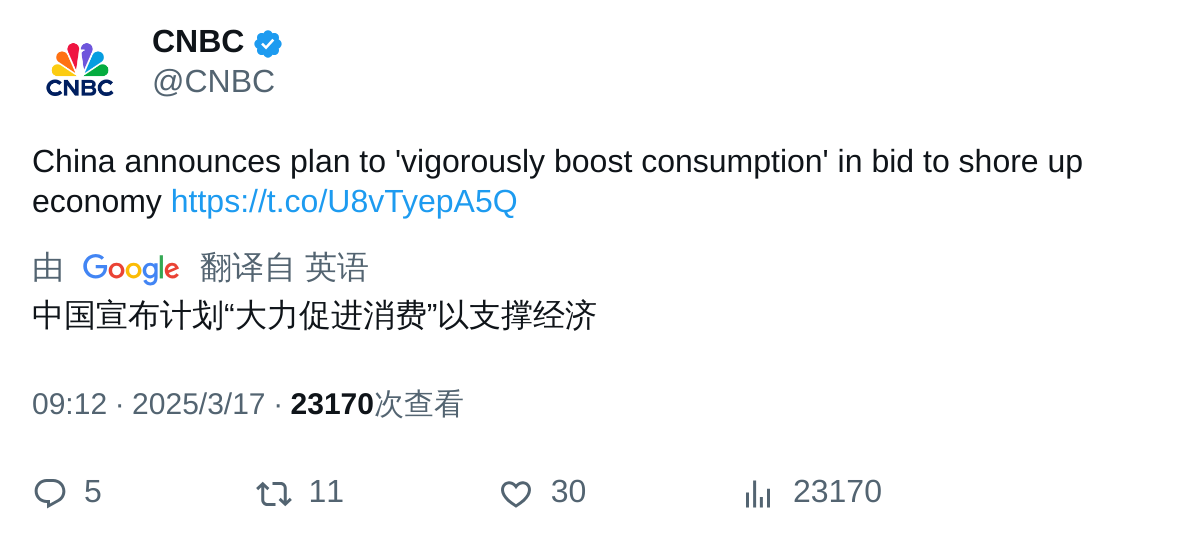 CNBC
CNBC
@CNBC
China announces plan to 'vigorously boost consumption' in bid to shore up
economy https://t.co/U8vTyepA5Q
由 Google 翻译自 英语
中国宣布计划“大力促进消费”以支撑经济
09:12 · 2025/3/17 · 23170次查看
5 11 30 23170